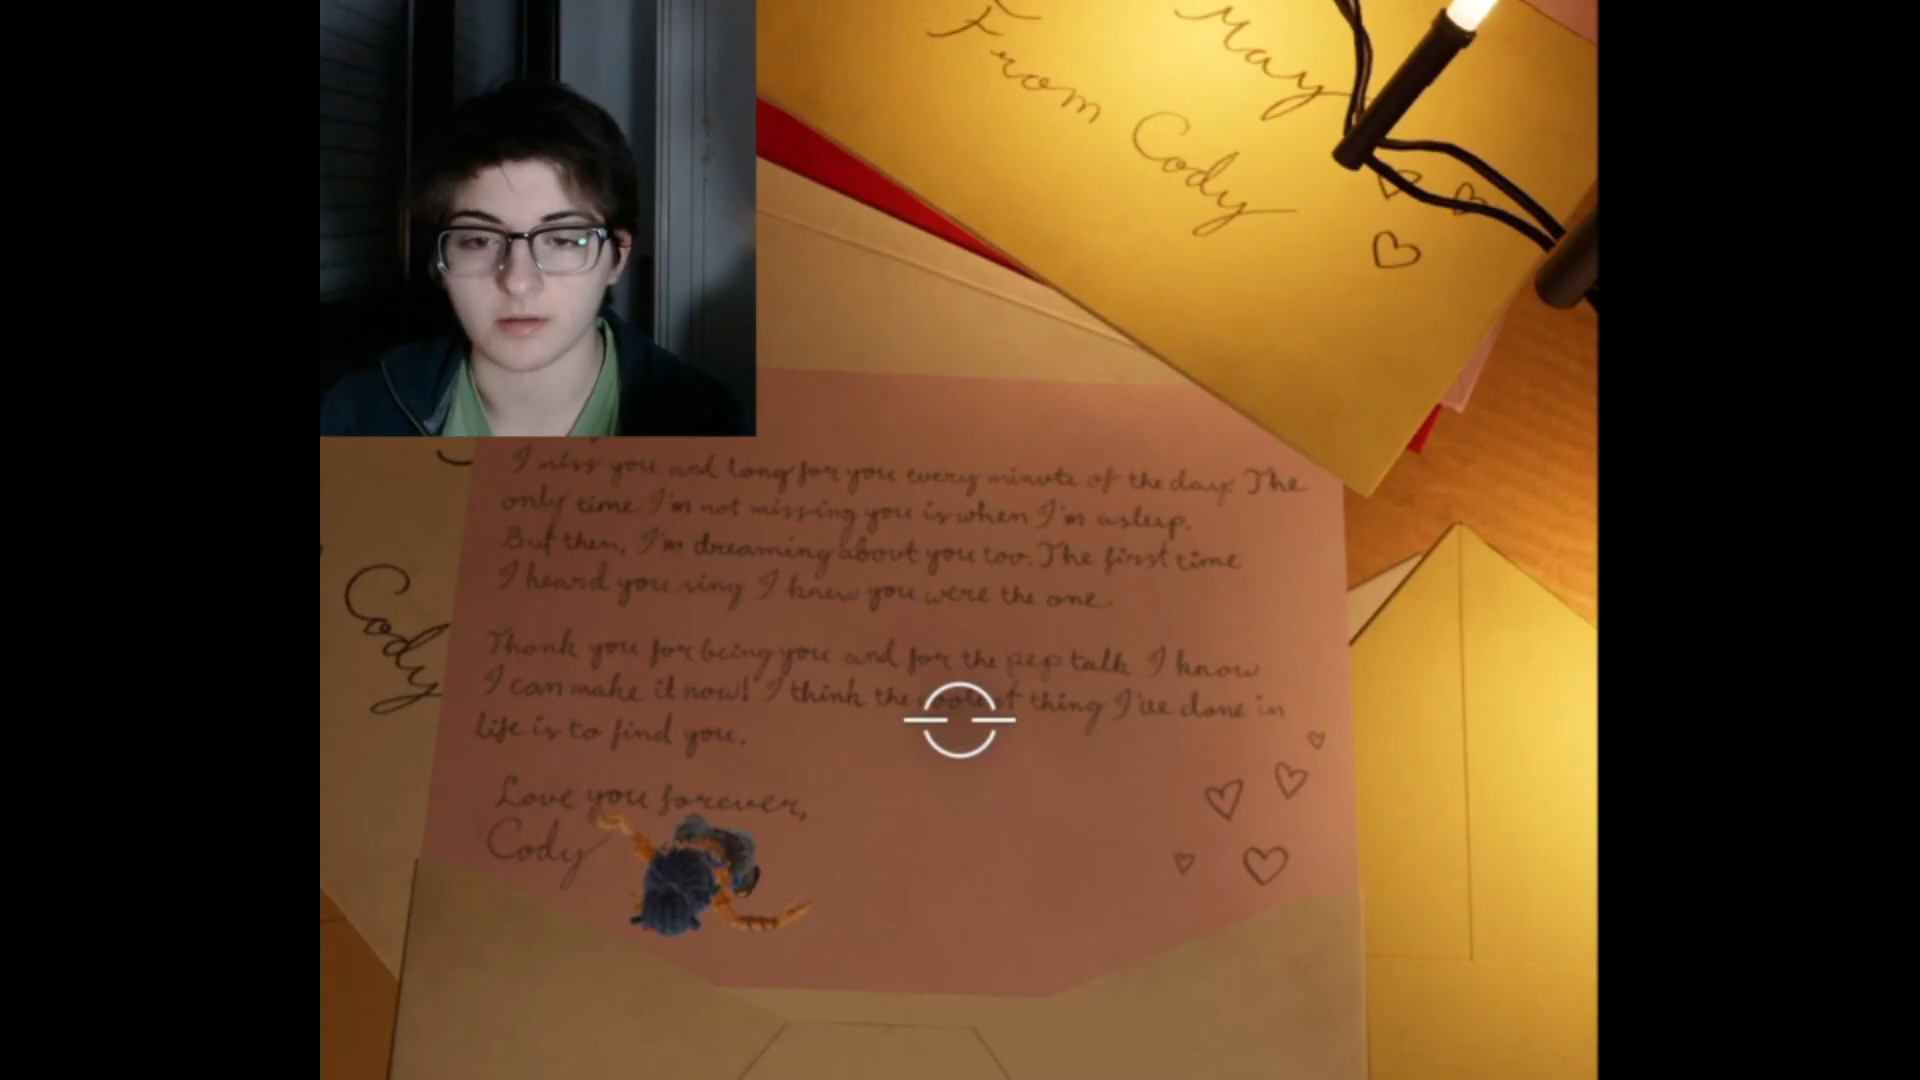 May
From Cody
I miss you and long for you every minute of the day. The
only time I'm not missing you is when I'm asleep.
But then, I'm dreaming about you too. The first time
I heard you sing I knew you were the one.
Thank you for being you and for the pep talk I know
I can make it now! I think the coolest thing I've done in
life is to find you.
Love you forever,
Cody
Cody